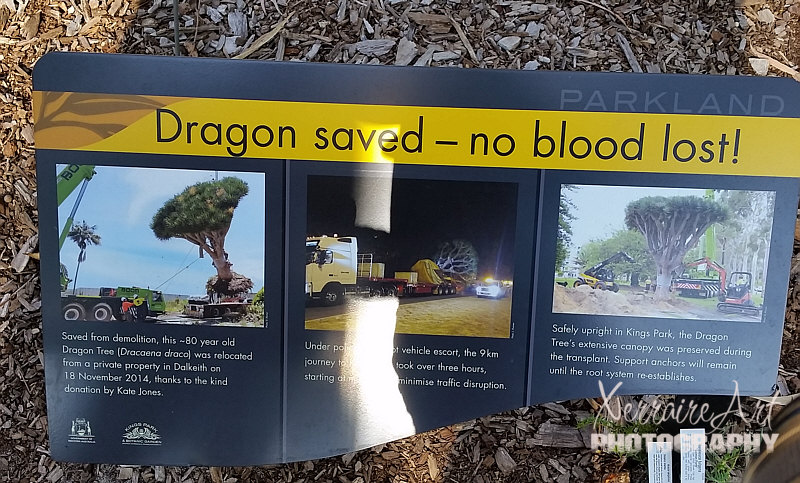 PARKLAND
Dragon saved – no blood lost!
Saved from demolition, this ~80 year old
Dragon Tree (Dracaena draco) was relocated
from a private property in Dalkeith on
18 November 2014, thanks to the kind
donation by Kate Jones.
Under vehicle escort, the 9km
journey took over three hours,
starting minimise traffic disruption.
Safely upright in Kings Park, the Dragon
Tree's extensive canopy was preserved during
the transplant. Support anchors will remain
until the root system re-establishes.
KINGS PARK
& BOTANIC GARDEN
XerraireArt
PHOTOGRAPHY